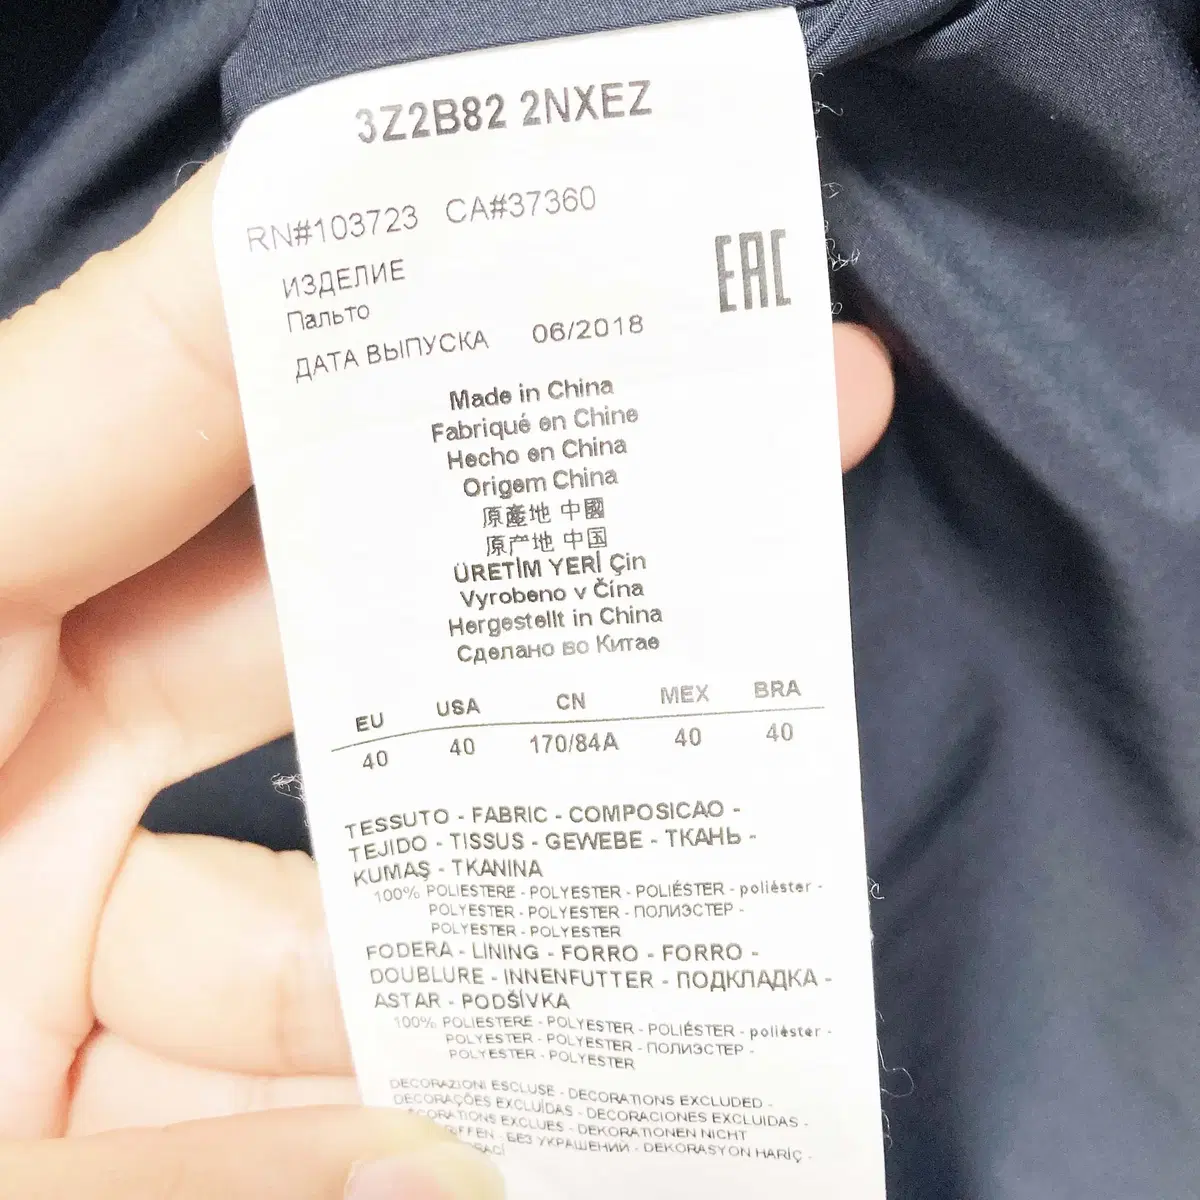 3Z2B82 2NXEZ
RN#103723 CA#37360
ИЗДЕЛИЕ
Пальто
EAC
ДАТА ВЫПУСКА 06/2018
Made in China
Fabriqué en Chine
Hecho en China
Origem China
原產地 中國
原产地 中国
ÜRETİM YERİ Çin
Vyrobeno v Čína
Hergestellt in China
Сделано во Китае
EU USA CN MEX BRA
40 40 170/84A 40 40
TESSUTO - FABRIC - COMPOSICAO -
TEJIDO - TISSUS - GEWEBE - ТКАНЬ -
KUMAŞ - TKANINA
100% POLIESTERE - POLYESTER - POLIÉSTER - poliéster -
POLYESTER - POLYESTER - ПОЛИЭСТЕР -
POLYESTER - POLYESTER
FODERA - LINING - FORRO - FORRO -
DOUBLURE - INNENFUTTER - ПОДКЛАДКА -
ASTAR - PODŠÍVKA
100% POLIESTERE - POLYESTER - POLIÉSTER - poliéster -
POLYESTER - POLYESTER - ПОЛИЭСТЕР -
POLYESTER - POLYESTER
DECORAZIONI ESCLUSE - DECORATIONS EXCLUDED -
DECORAÇÕES EXCLUÍDAS - DECORACIONES EXCLUIDAS -
EXCLUES - DEKORATIONEN NICHT
БЕЗ УКРАШЕНИЙ - DEKORASYON HARİÇ -